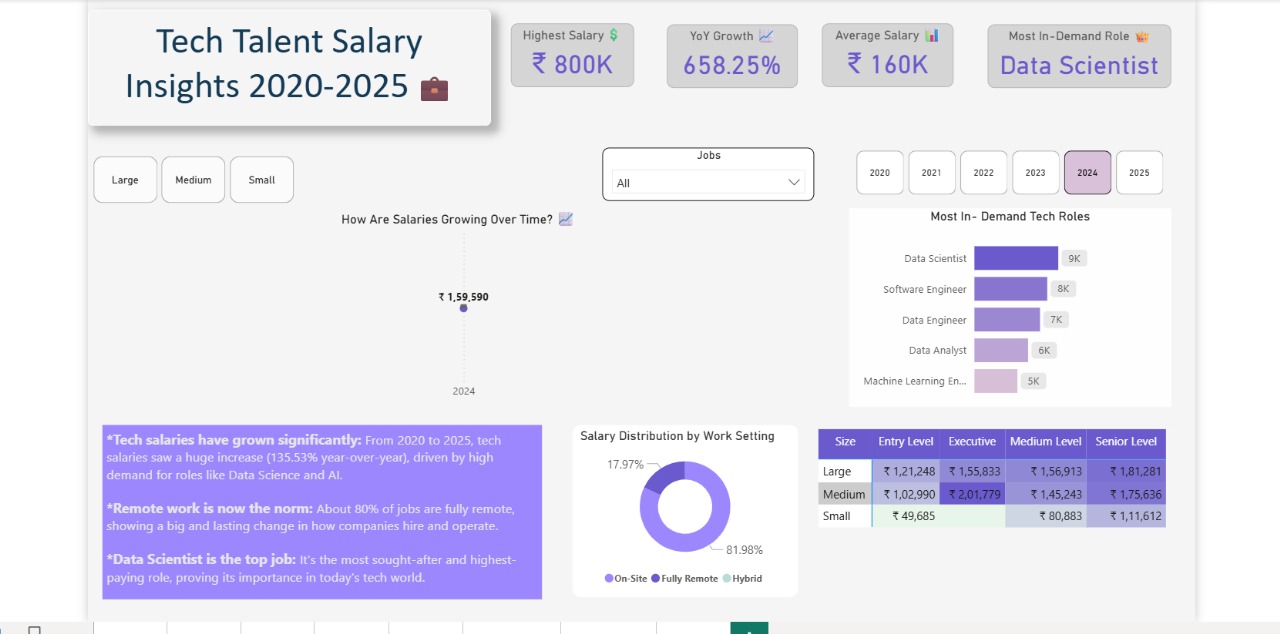 Tech Talent Salary
Insights 2020-2025
Highest Salary
₹ 800K
YoY Growth
658.25%
Average Salary
₹ 160K
Most In-Demand Role
Data Scientist
Large
Medium
Small
Jobs
All
2020
2021
2022
2023
2024
2025
How Are Salaries Growing Over Time?
₹ 1,59,590
2024
Most In- Demand Tech Roles
Data Scientist 9K
Software Engineer 8K
Data Engineer 7K
Data Analyst 6K
Machine Learning En... 5K
*Tech salaries have grown significantly: From 2020 to 2025, tech
salaries saw a huge increase (135.53% year-over-year), driven by high
demand for roles like Data Science and AI.
*Remote work is now the norm: About 80% of jobs are fully remote,
showing a big and lasting change in how companies hire and operate.
*Data Scientist is the top job: It's the most sought-after and highest-
paying role, proving its importance in today's tech world.
Salary Distribution by Work Setting
17.97%
81.98%
On-Site Fully Remote Hybrid
Size Entry Level Executive Medium Level Senior Level
Large ₹ 1,21,248 ₹ 1,55,833 ₹ 1,56,913 ₹ 1,81,281
Medium ₹ 1,02,990 ₹ 2,01,779 ₹ 1,45,243 ₹ 1,75,636
Small ₹ 49,685 ₹ 80,883 ₹ 1,11,612